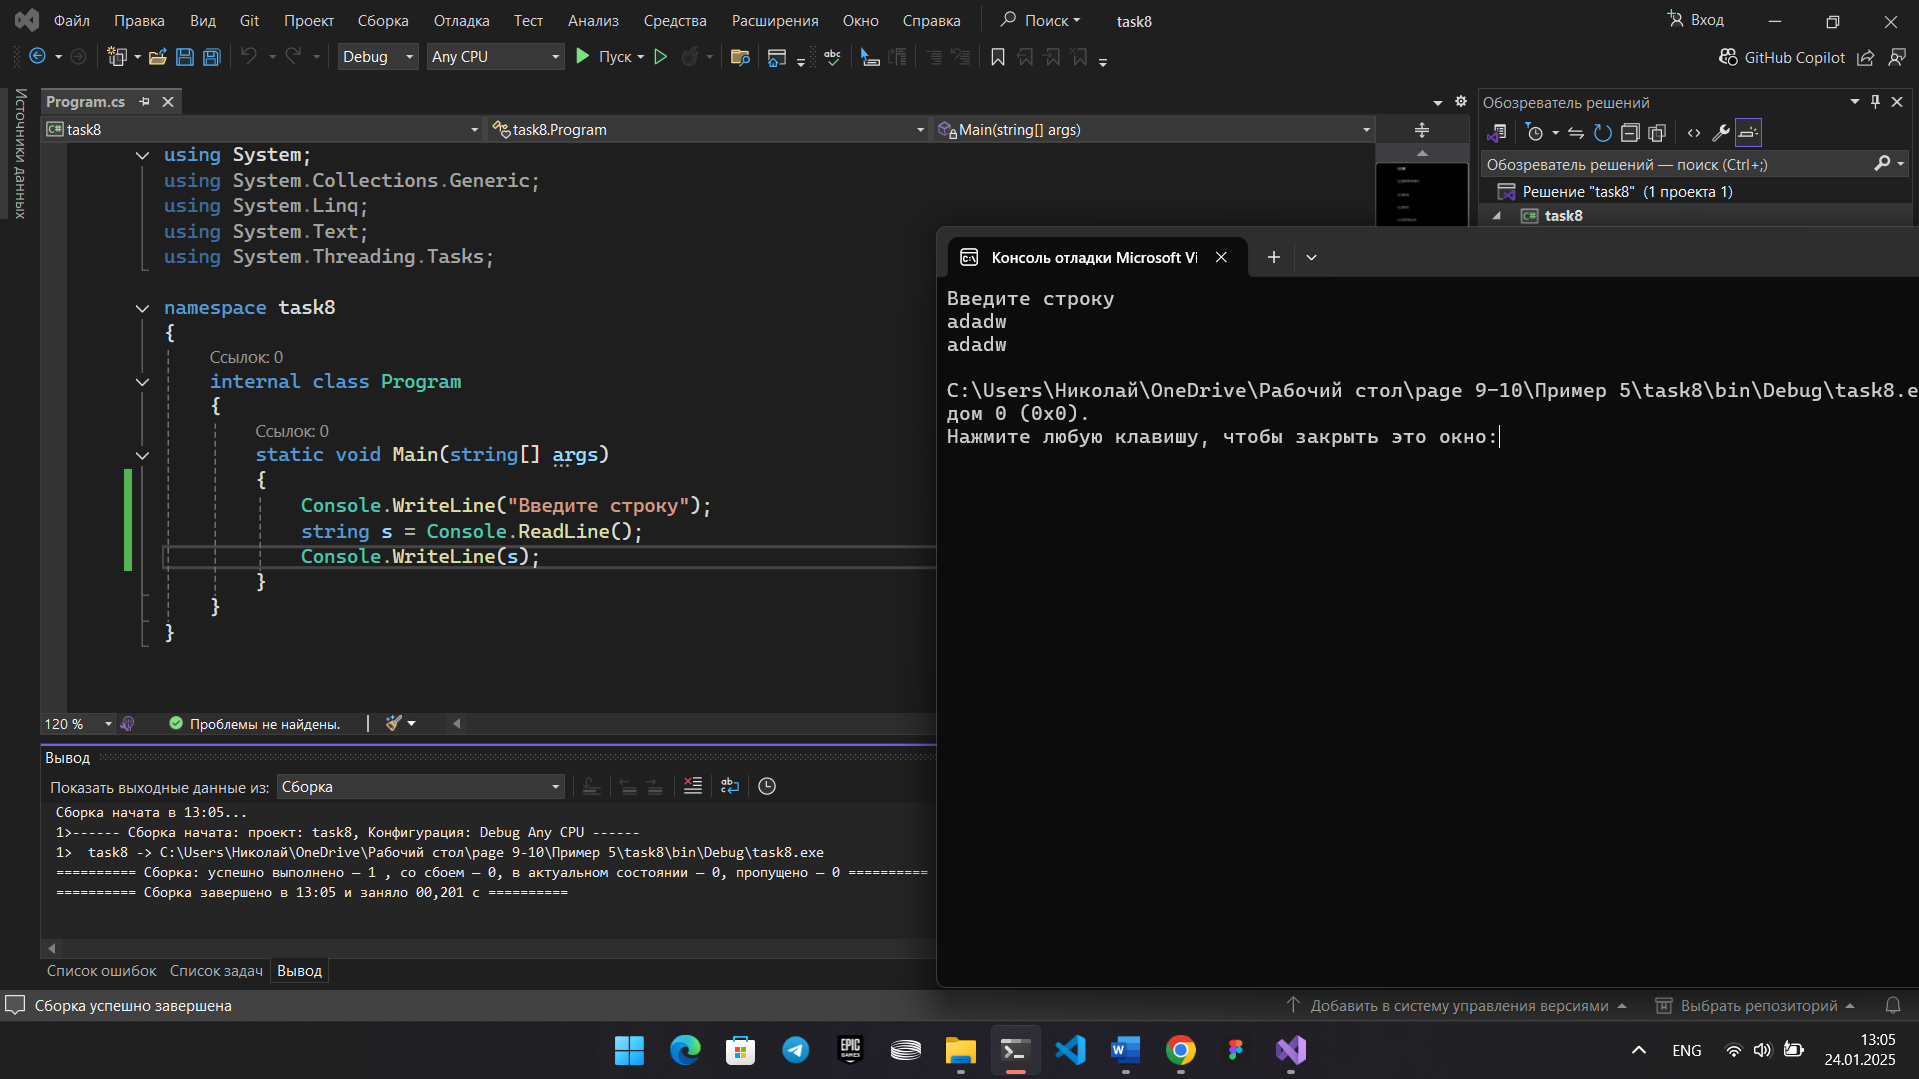 Файл Правка Вид Git Проект Сборка Отладка Тест Анализ Средства Расширения Окно Справка Поиск task8 Вход
Debug Any CPU Пуск GitHub Copilot
Источники данных
Program.cs
task8 task8.Program Main(string[] args)
using System;
using System.Collections.Generic;
using System.Linq;
using System.Text;
using System.Threading.Tasks;
namespace task8
{
Ссылок: 0
internal class Program
{
Ссылок: 0
static void Main(string[] args)
{
Console.WriteLine("Введите строку");
string s = Console.ReadLine();
Console.WriteLine(s);
}
}
}
120 % Проблемы не найдены.
Обозреватель решений
Обозреватель решений — поиск (Ctrl+;)
Решение "task8" (1 проекта 1)
C# task8
Консоль отладки Microsoft Vi
Введите строку
adadw
adadw
C:\Users\Николай\OneDrive\Рабочий стол\page 9-10\Пример 5\task8\bin\Debug\task8.e
дом 0 (0x0).
Нажмите любую клавишу, чтобы закрыть это окно:
Вывод
Показать выходные данные из: Сборка
Сборка начата в 13:05...
1>------ Сборка начата: проект: task8, Конфигурация: Debug Any CPU ------
1>  task8 -> C:\Users\Николай\OneDrive\Рабочий стол\page 9-10\Пример 5\task8\bin\Debug\task8.exe
========== Сборка: успешно выполнено — 1 , со сбоем — 0, в актуальном состоянии — 0, пропущено — 0 ==========
========== Сборка завершено в 13:05 и заняло 00,201 с ==========
Список ошибок Список задач Вывод
Сборка успешно завершена Добавить в систему управления версиями Выбрать репозиторий
EPIC GAMES
ENG 13:05
24.01.2025